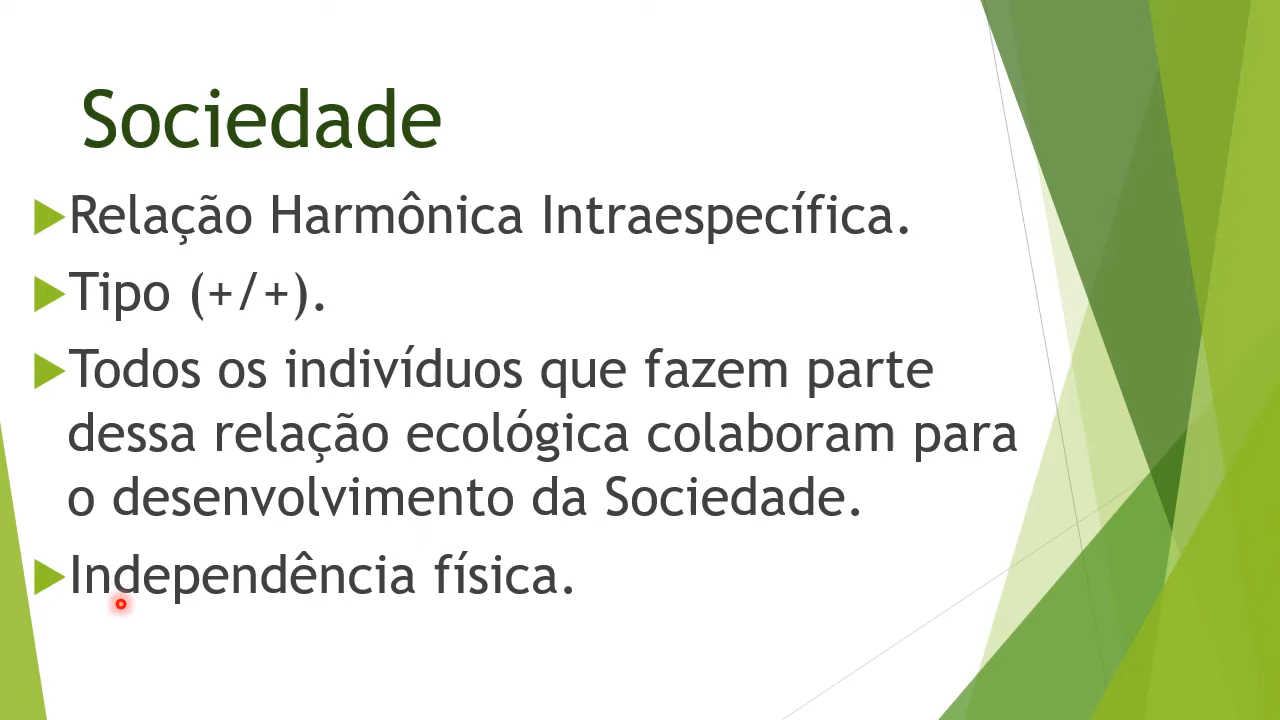 Sociedade
Relação Harmônica Intraespecífica.
Tipo (+/+).
Todos os indivíduos que fazem parte
dessa relação ecológica colaboram para
o desenvolvimento da Sociedade.
Independência física.